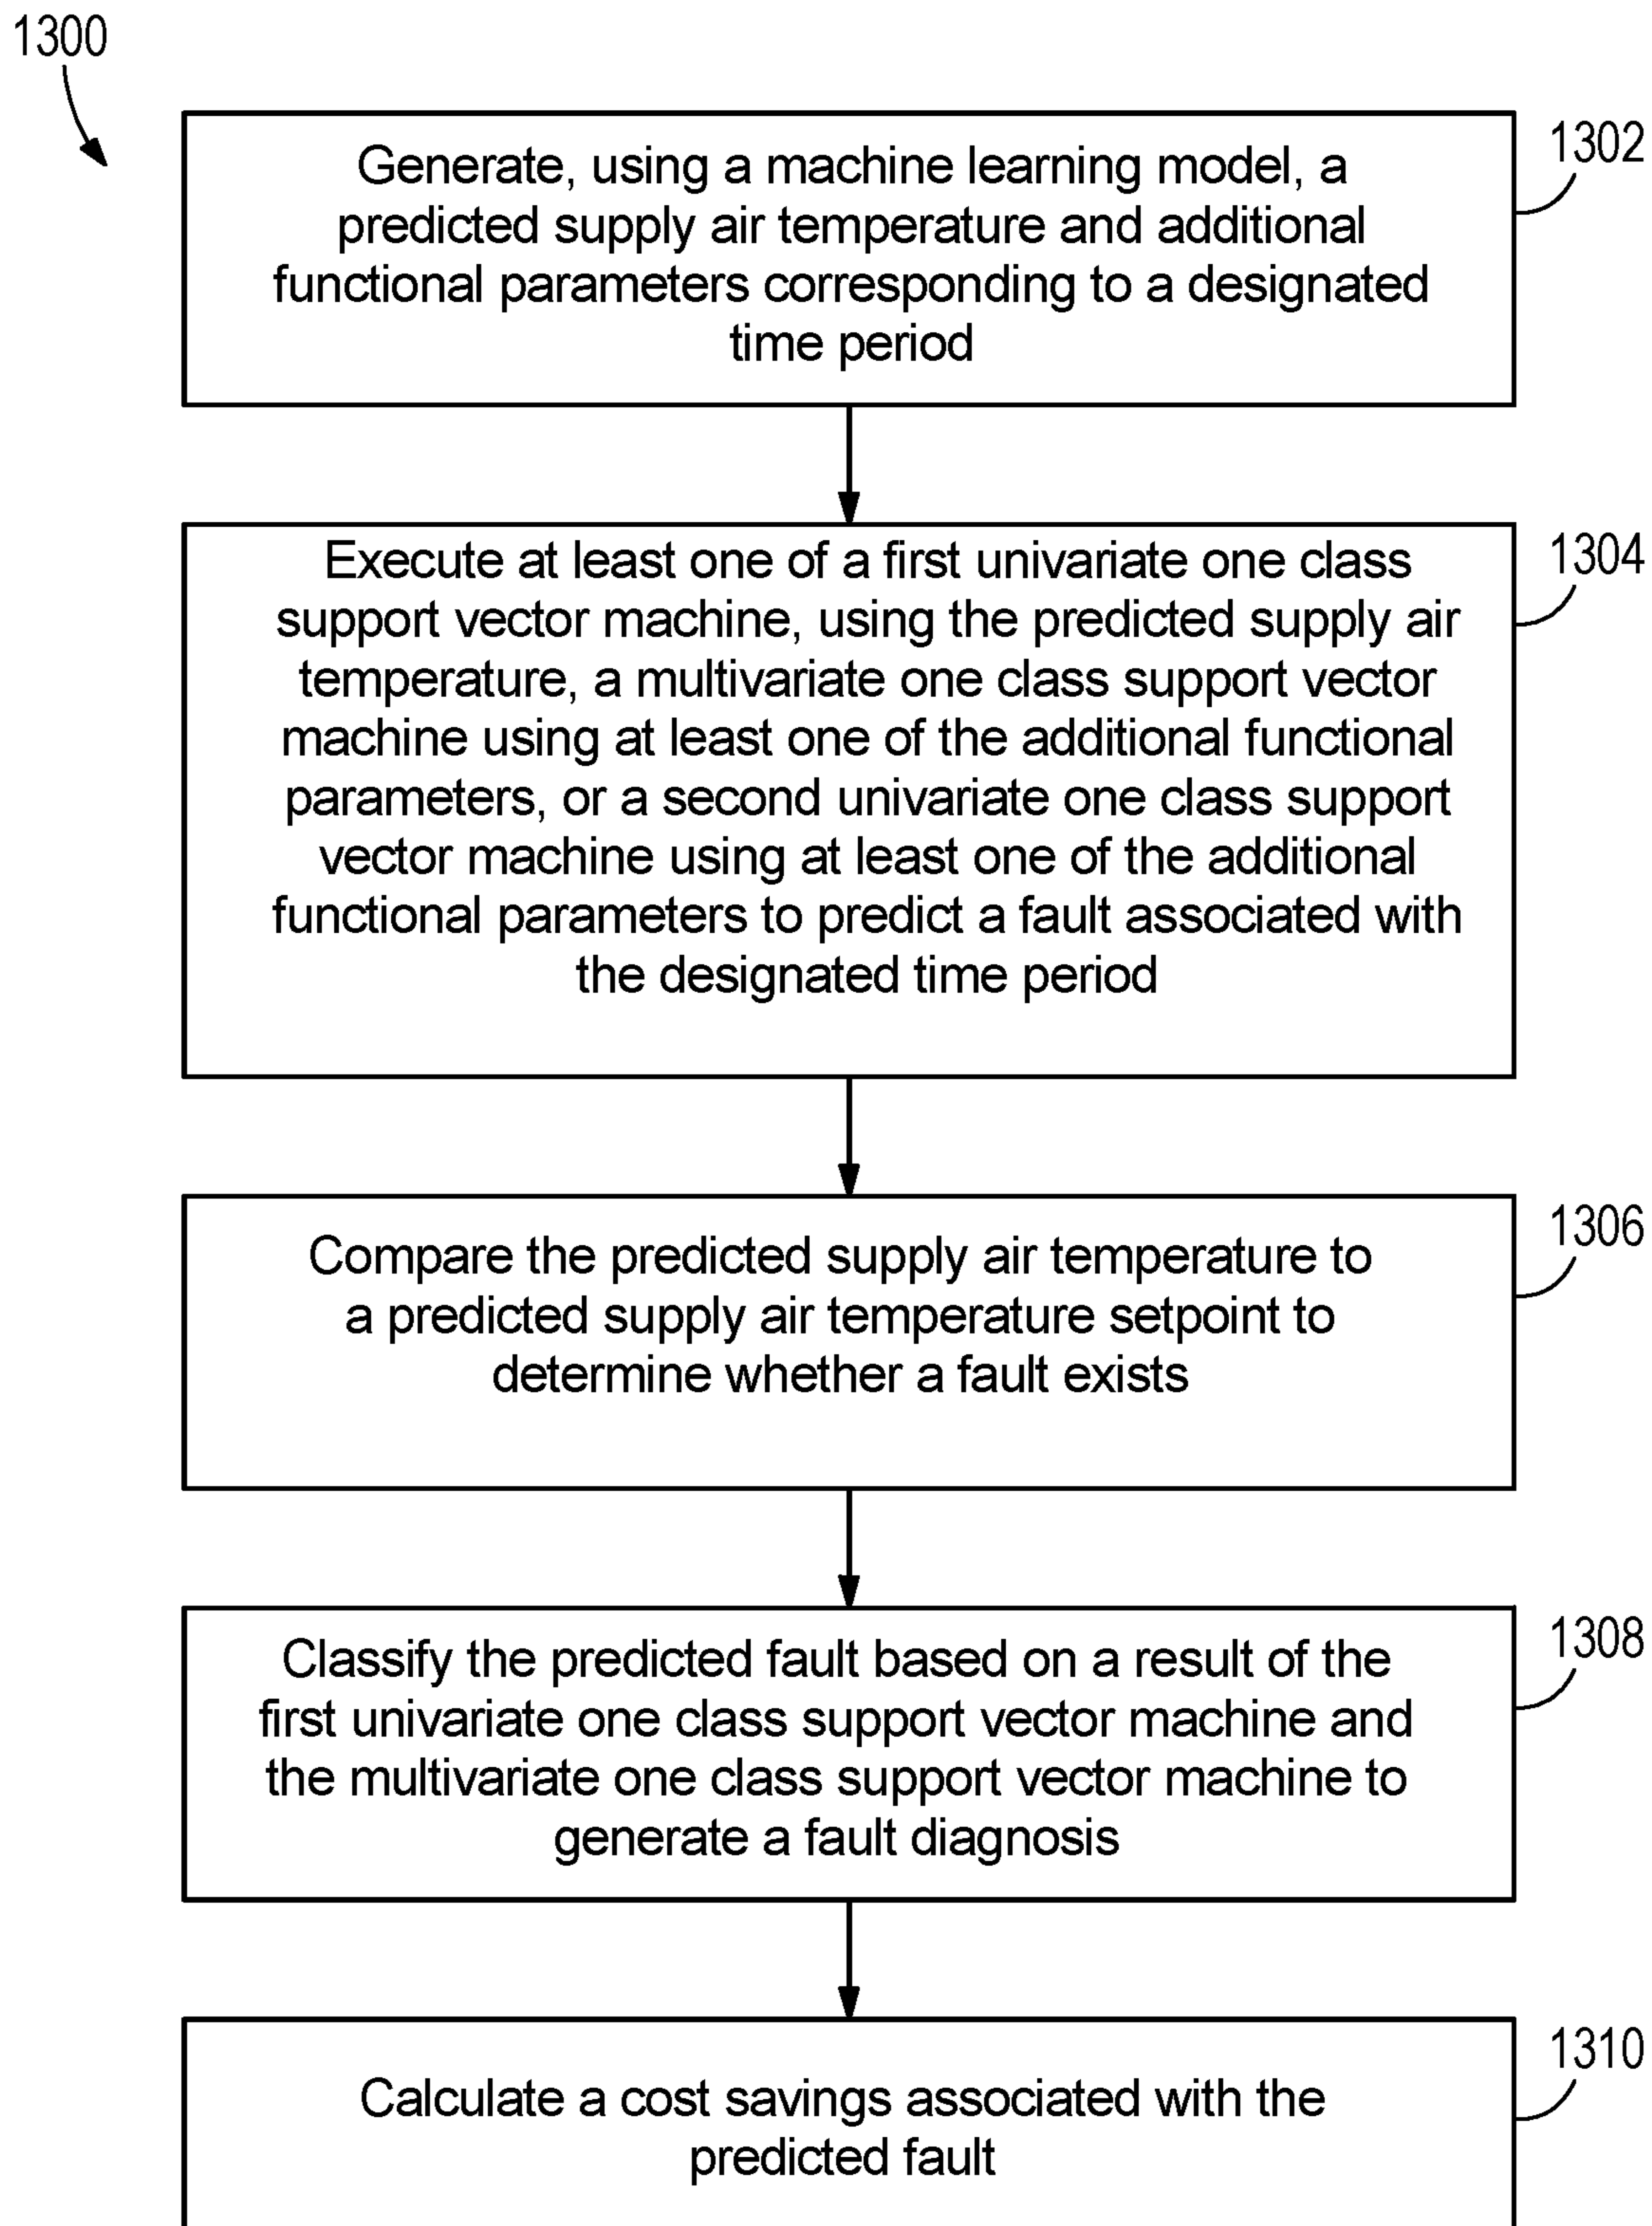 1300
1302
Generate, using a machine learning model, a
predicted supply air temperature and additional
functional parameters corresponding to a designated
time period
1304
Execute at least one of a first univariate one class
support vector machine, using the predicted supply air
temperature, a multivariate one class support vector
machine using at least one of the additional functional
parameters, or a second univariate one class support
vector machine using at least one of the additional
functional parameters to predict a fault associated with
the designated time period
1306
Compare the predicted supply air temperature to
a predicted supply air temperature setpoint to
determine whether a fault exists
1308
Classify the predicted fault based on a result of the
first univariate one class support vector machine and
the multivariate one class support vector machine to
generate a fault diagnosis
1310
Calculate a cost savings associated with the
predicted fault